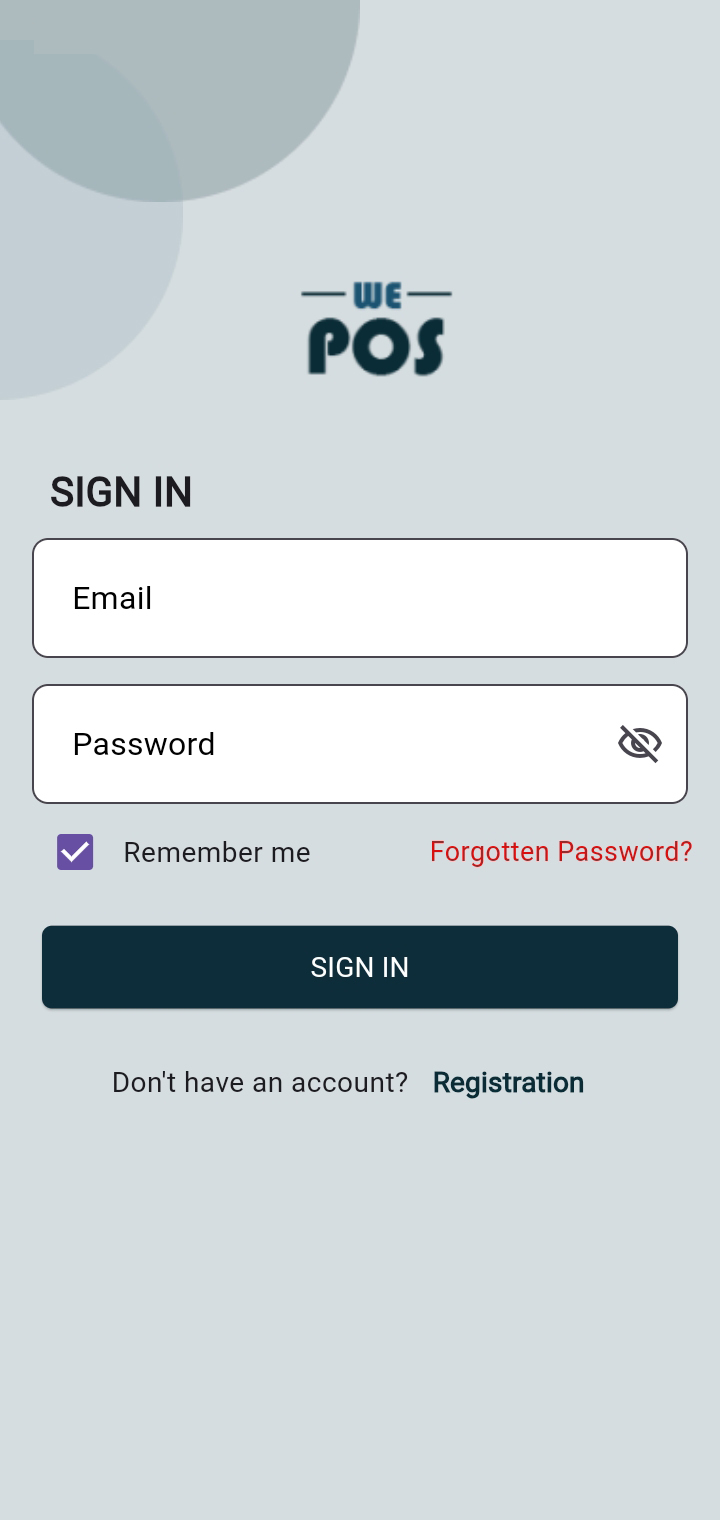 WE
POS
SIGN IN
Email
Password
Remember me Forgotten Password?
SIGN IN
Don't have an account? Registration